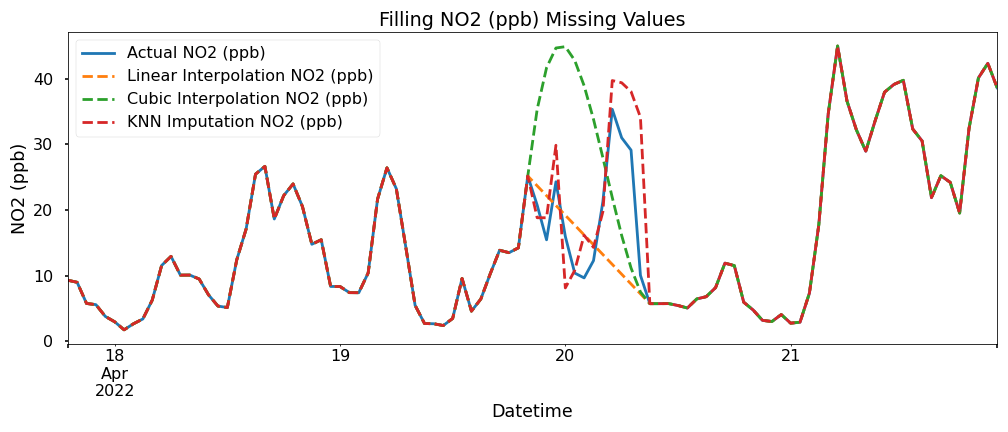 Filling NO2 (ppb) Missing Values
Actual NO2 (ppb)
Linear Interpolation NO2 (ppb)
Cubic Interpolation NO2 (ppb)
KNN Imputation NO2 (ppb)
NO2 (ppb)
40
30
20
10
0
18 19 20 21
Apr
2022
Datetime